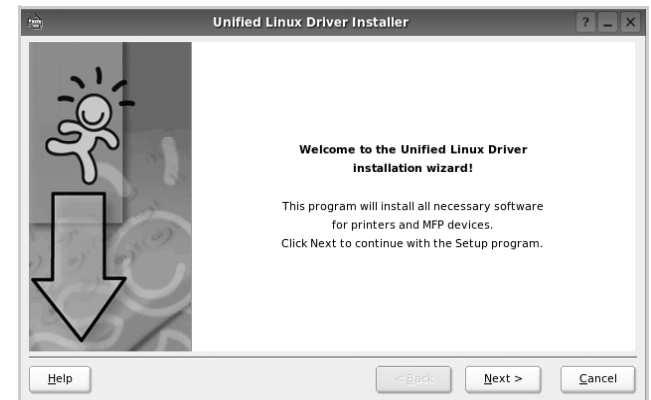 Unified Linux Driver Installer
?
Welcome to the Unified Linux Driver
installation wizard!
This program will install all necessary software
for printers and MFP devices.
Click Next to continue with the Setup program.
Help
< Back
Next >
Cancel